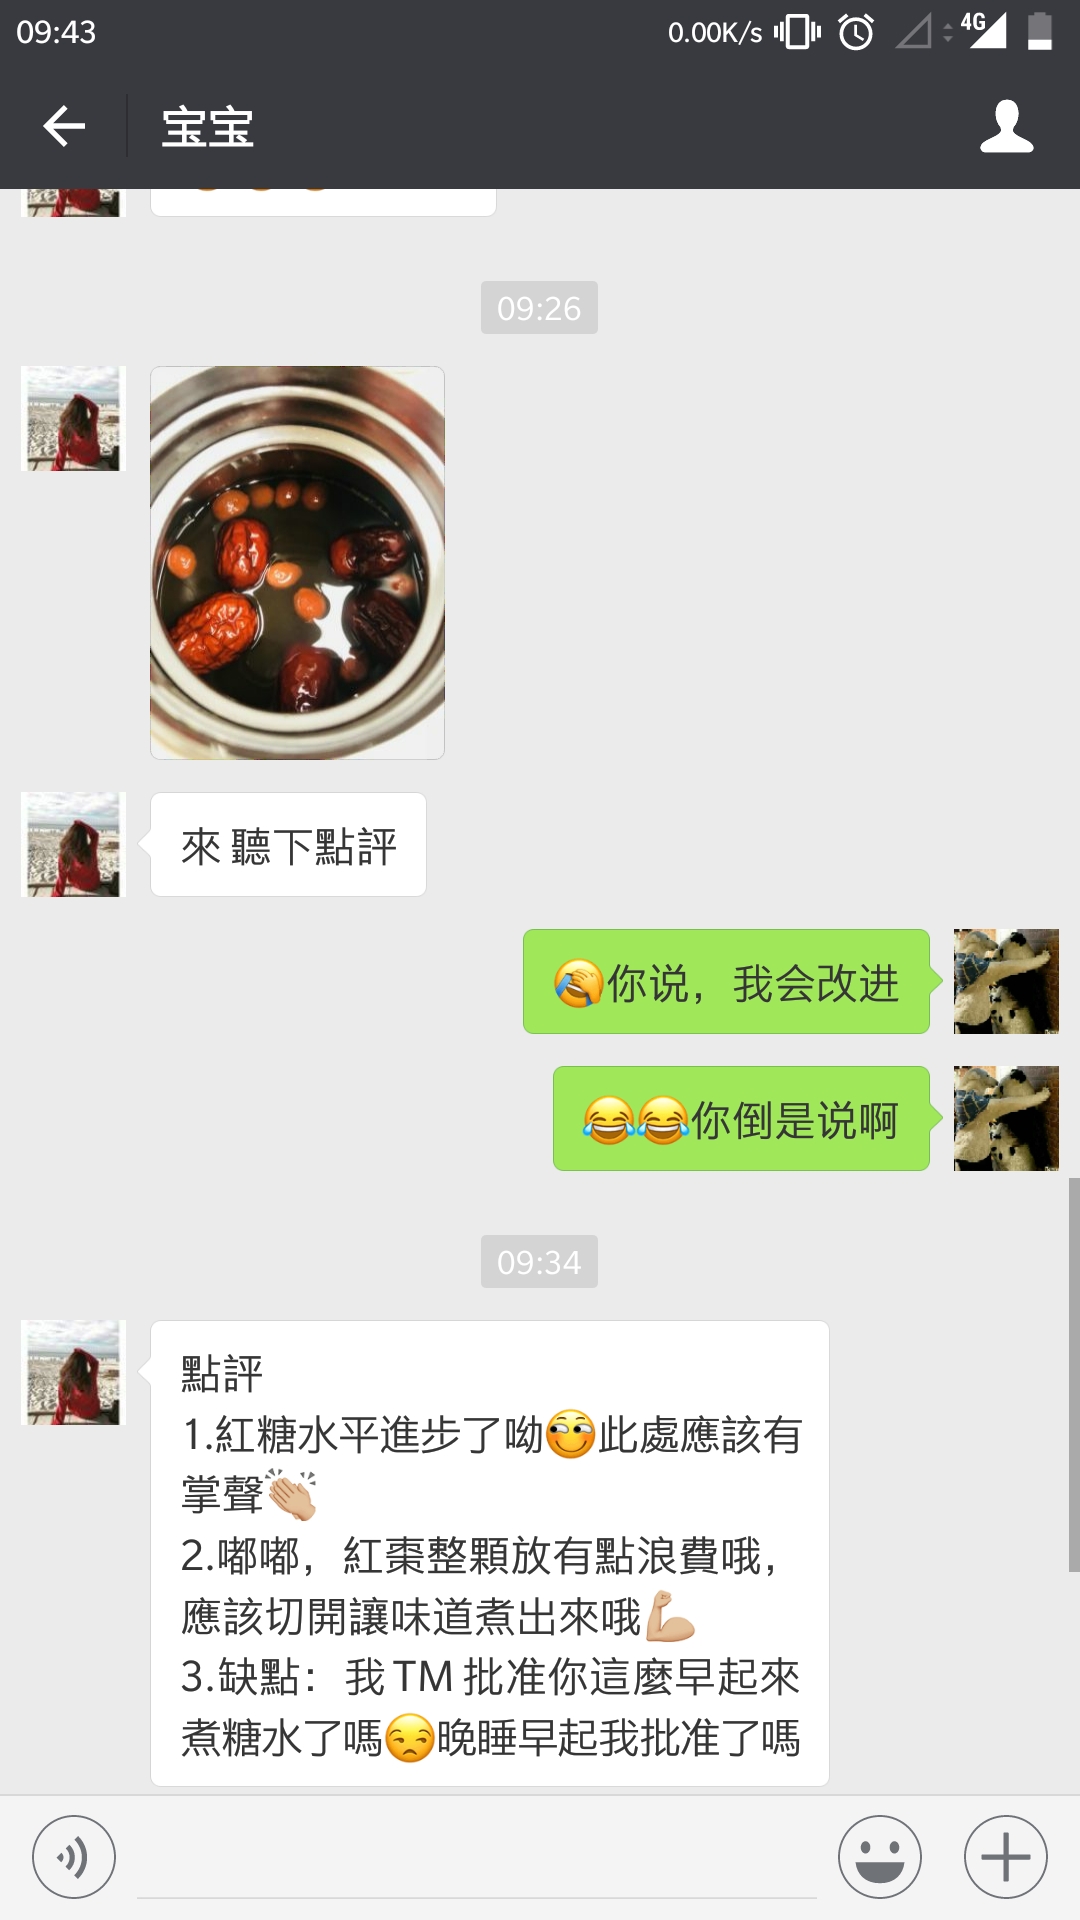 09:43
0.00K/s
4G
宝宝
09:26
來 聽下點評
🤦你说，我会改进
😂😂你倒是说啊
09:34
點評
1.紅糖水平進步了呦😏此處應該有
掌聲👏🏼
2.嘟嘟，紅棗整顆放有點浪費哦，
應該切開讓味道煮出來哦💪🏼
3.缺點：我TM批准你這麼早起來
煮糖水了嗎😒晚睡早起我批准了嗎